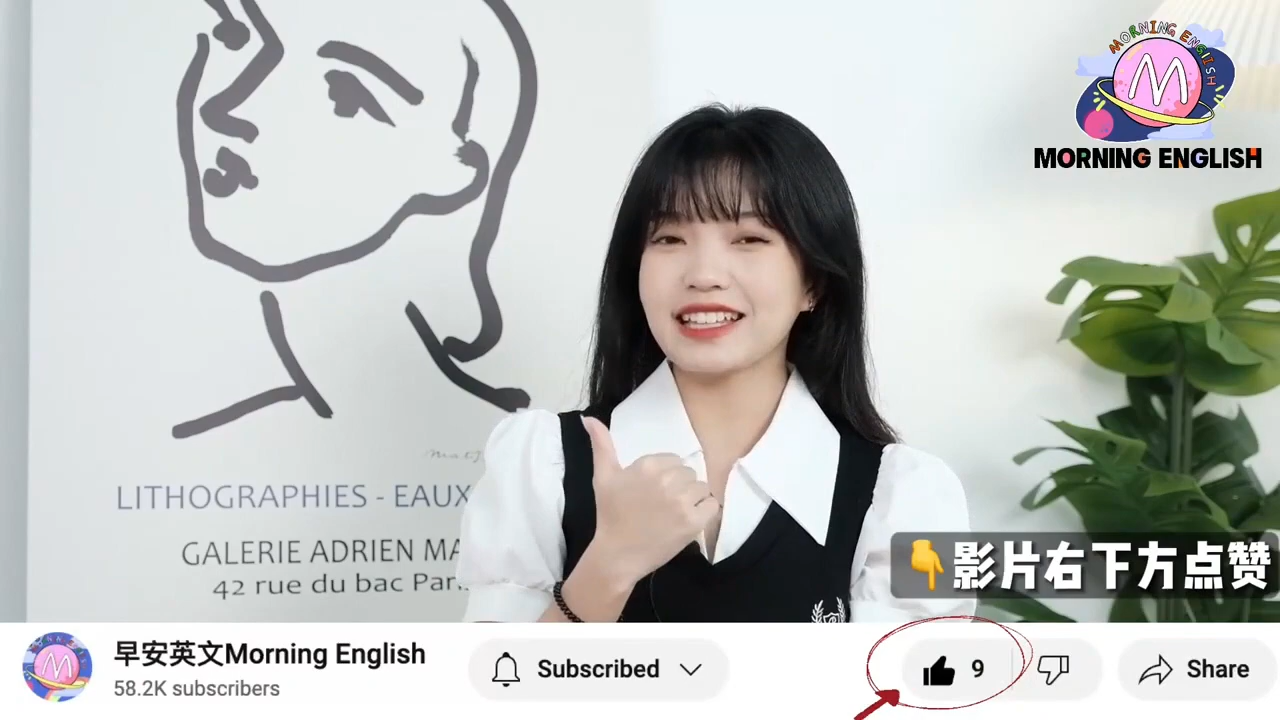 MORNING ENGLISH
M
MORNING ENGLISH
LITHOGRAPHIES - EAUX
GALERIE ADRIEN MA
42 rue du bac Par
👇影片右下方点赞
M
早安英文Morning English
58.2K subscribers
Subscribed
9
Share